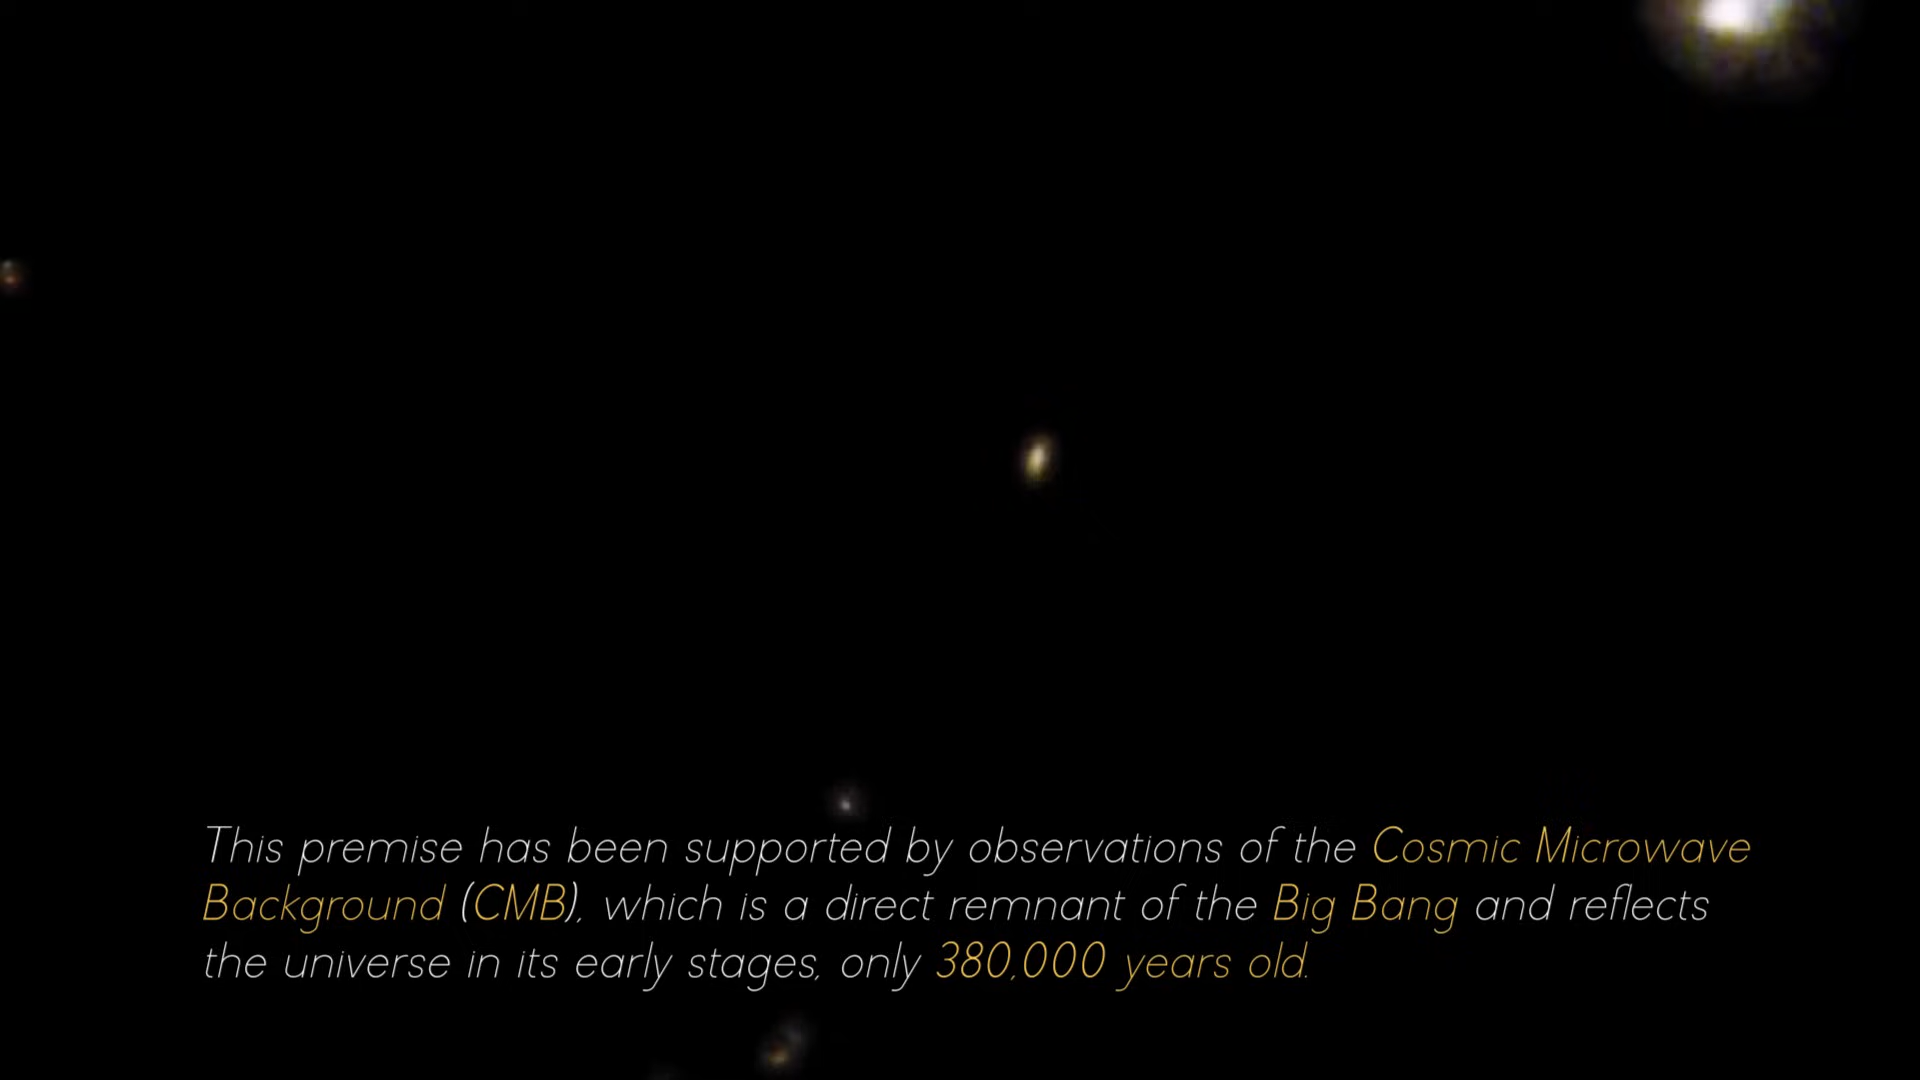 This premise has been supported by observations of the Cosmic Microwave
Background (CMB), which is a direct remnant of the Big Bang and reflects
the universe in its early stages, only 380,000 years old.